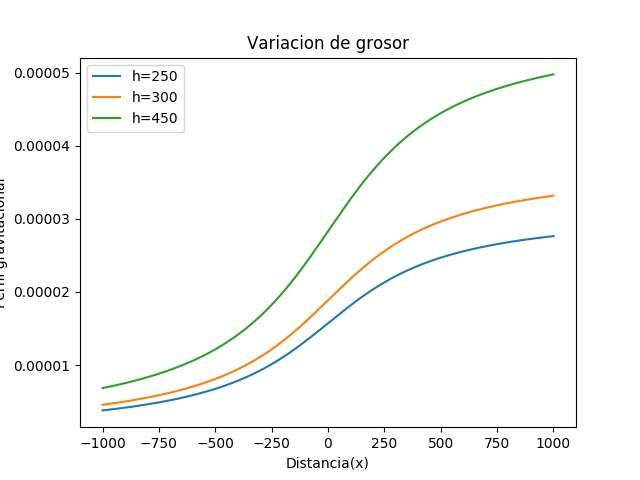 Variacion de grosor
h=250
h=300
h=450
0.00005
0.00004
0.00003
0.00002
0.00001
gravitacional
−1000 −750 −500 −250 0 250 500 750 1000
Distancia(x)